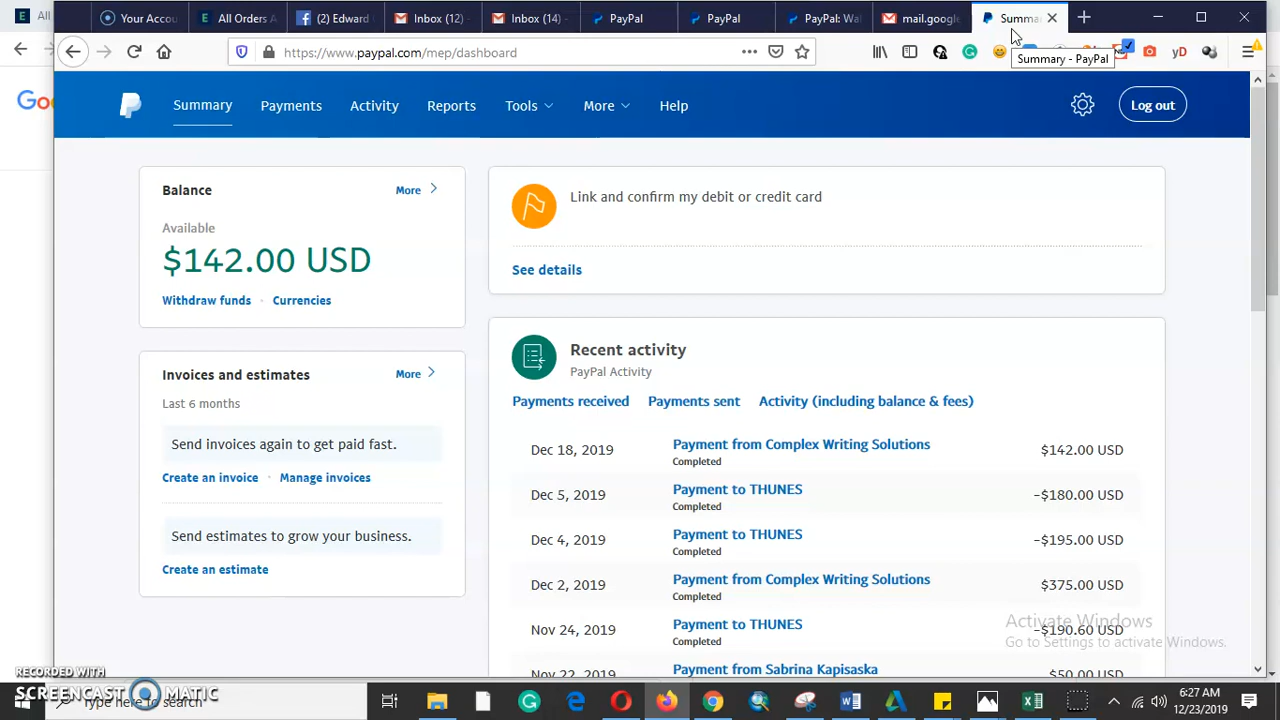 Your Accou
All Orders A
(2) Edward
Inbox (12) -
Inbox (14) -
PayPal
PayPal
PayPal: Wa
mail.google
Summa
https://www.paypal.com/mep/dashboard
yD
Summary - PayPal
Goo
Summary
Payments
Activity
Reports
Tools
More
Help
Log out
Balance
More
Available
$142.00 USD
Withdraw funds · Currencies
Link and confirm my debit or credit card
See details
Invoices and estimates
More
Last 6 months
Send invoices again to get paid fast.
Create an invoice · Manage invoices
Send estimates to grow your business.
Create an estimate
Recent activity
PayPal Activity
Payments received
Payments sent
Activity (including balance & fees)
Dec 18, 2019 Payment from Complex Writing Solutions $142.00 USD
Completed
Dec 5, 2019 Payment to THUNES -$180.00 USD
Completed
Dec 4, 2019 Payment to THUNES -$195.00 USD
Completed
Dec 2, 2019 Payment from Complex Writing Solutions $375.00 USD
Completed
Nov 24, 2019 Payment to THUNES -$190.60 USD
Completed
Nov 22, 2019 Payment from Sabrina Kapisaska $50.00 USD
Activate Windows
Go to Settings to activate Windows.
RECORDED WITH
SCREENCAST MATIC
Type here to search
6:27 AM
12/23/2019